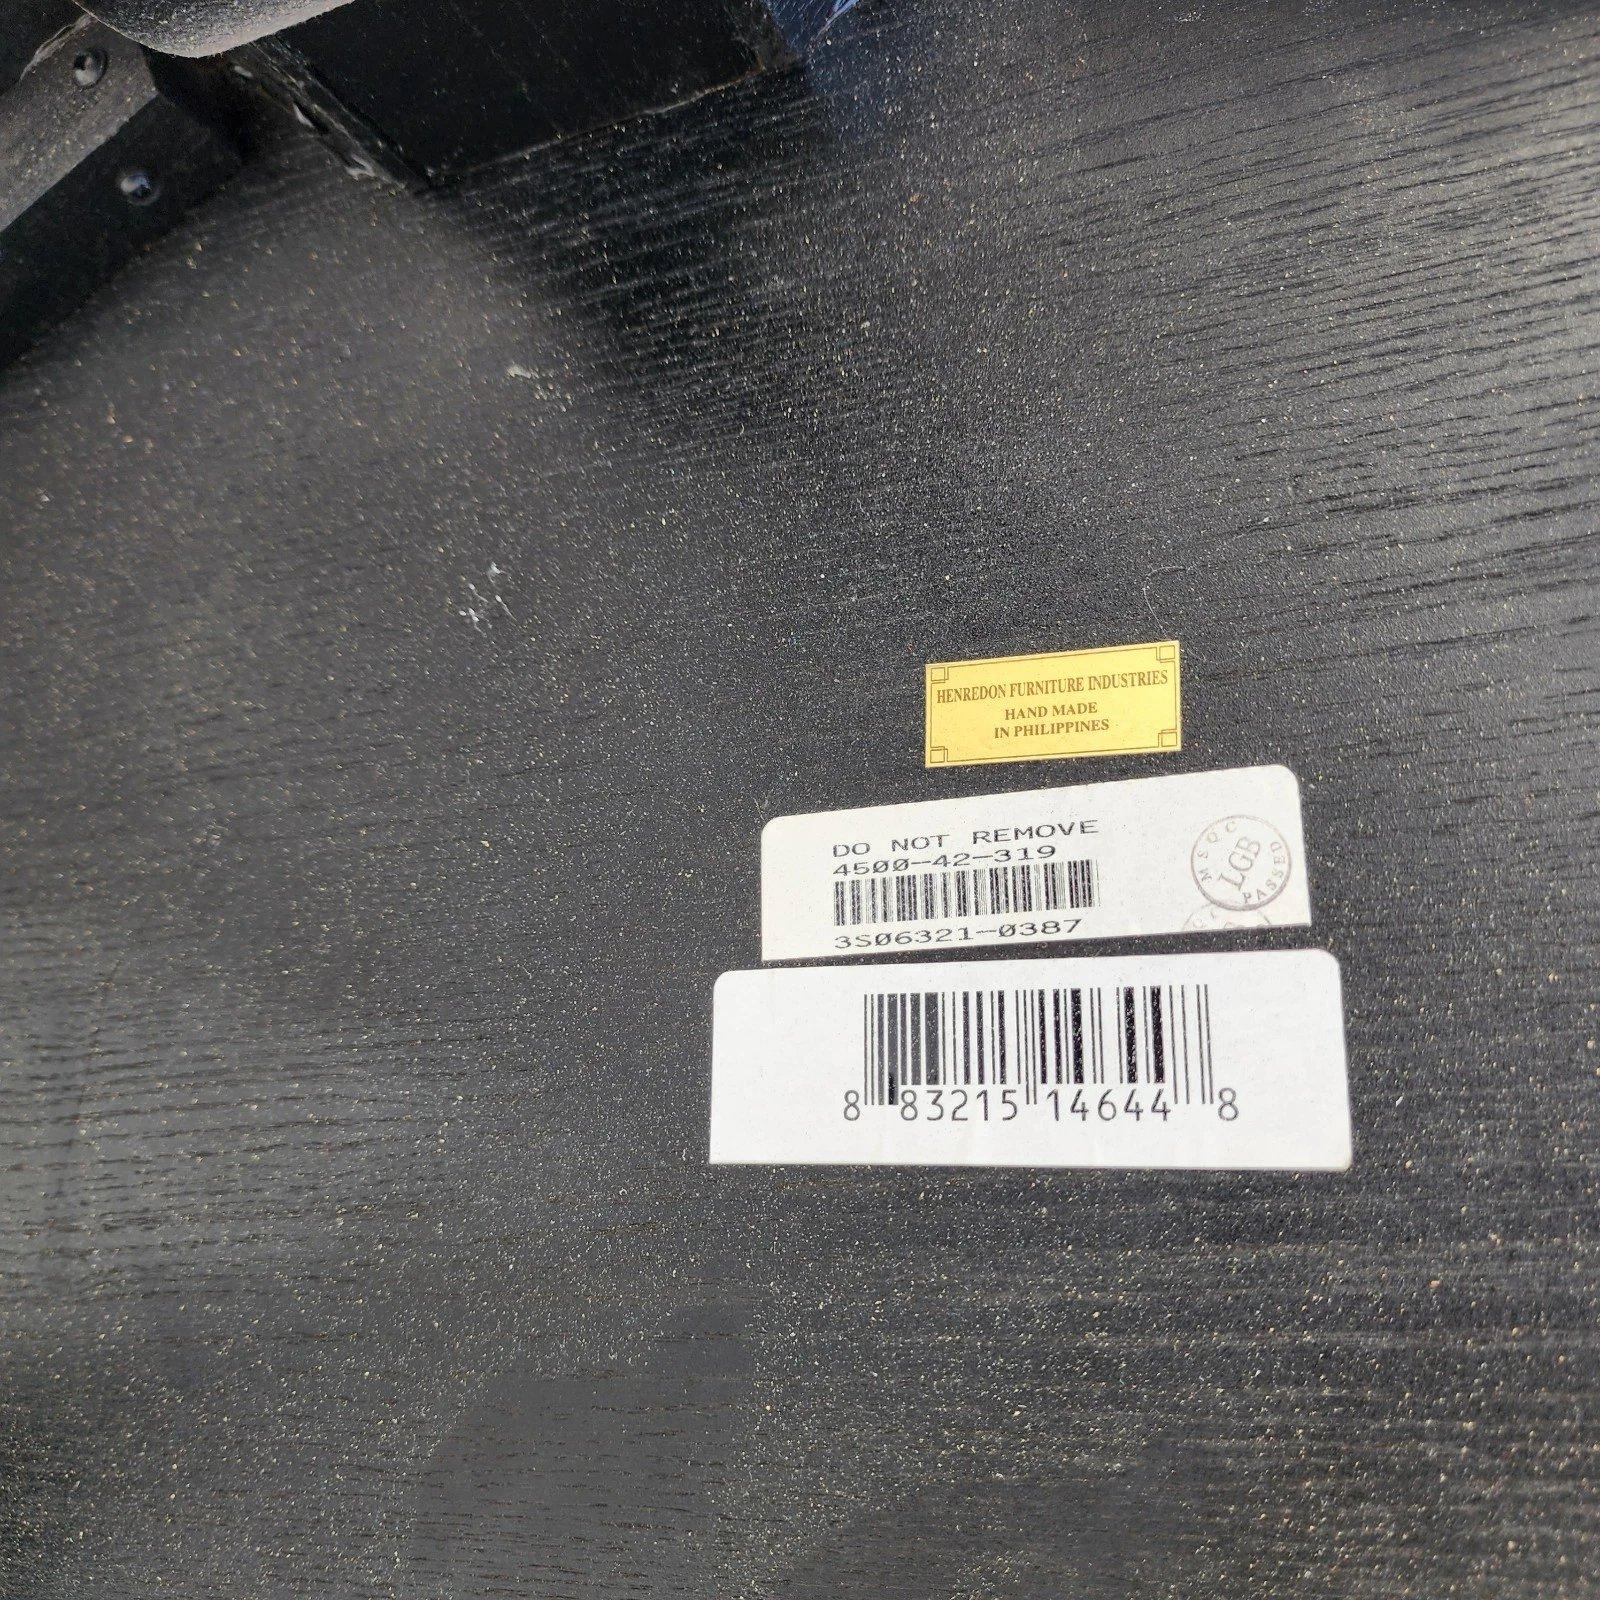 HENREDON FURNITURE INDUSTRIES
HAND MADE
IN PHILIPPINES
DO NOT REMOVE
4500-42-319
3S06321-0387
MSQC
LGB
PASSED
8 83215 14644 8